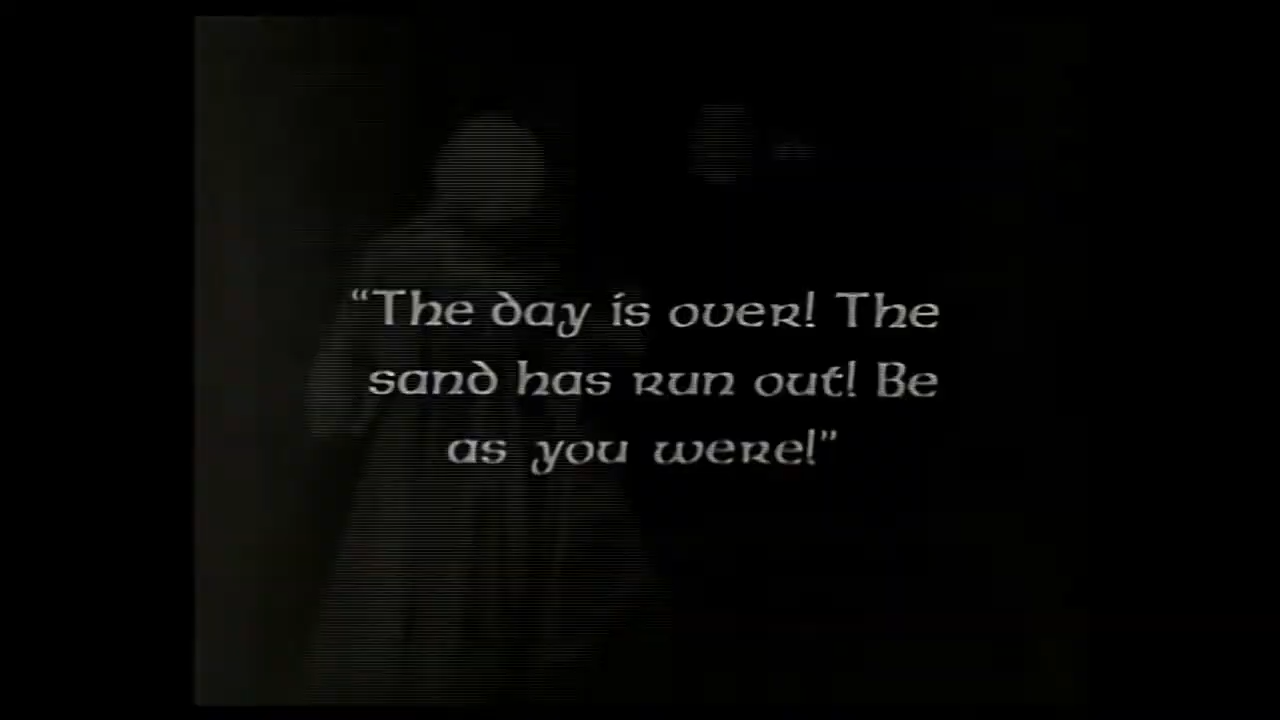 “The day is over! The
sand has run out! Be
as you were!”